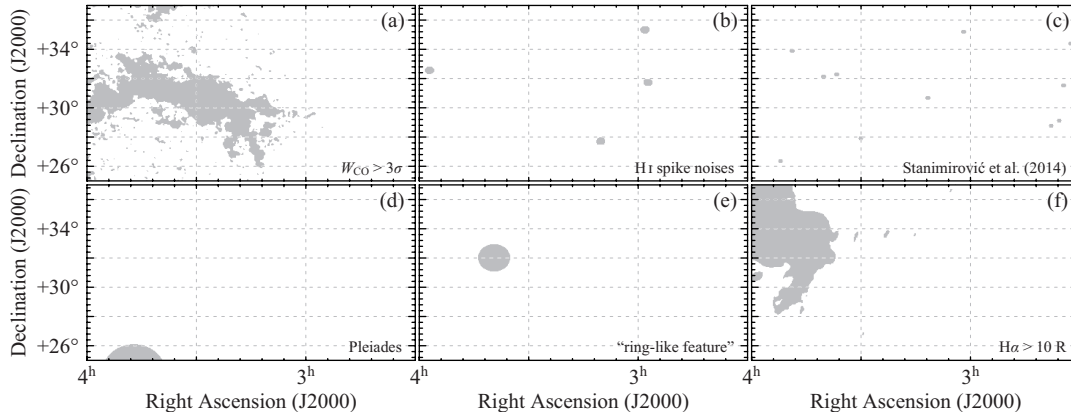 (a)
(b)
(c)
Declination (J2000)
+34°
+30°
+26°
W_CO > 3σ
H I spike noises
Stanimirović et al. (2014)
(d)
(e)
(f)
Declination (J2000)
+34°
+30°
+26°
Pleiades
“ring-like feature”
Hα > 10 R
4h 3h 4h 3h 4h 3h
Right Ascension (J2000) Right Ascension (J2000) Right Ascension (J2000)